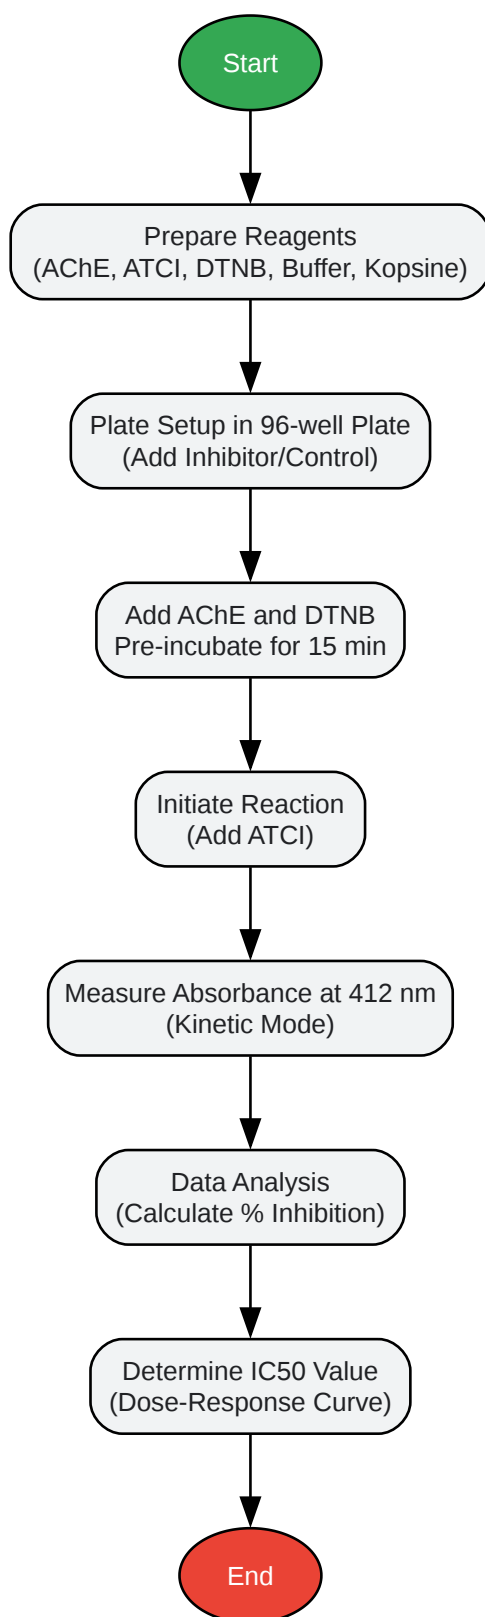 Start
Prepare Reagents
(AChE, ATCI, DTNB, Buffer, Kopsine)
Plate Setup in 96-well Plate
(Add Inhibitor/Control)
Add AChE and DTNB
Pre-incubate for 15 min
Initiate Reaction
(Add ATCI)
Measure Absorbance at 412 nm
(Kinetic Mode)
Data Analysis
(Calculate % Inhibition)
Determine IC50 Value
(Dose-Response Curve)
End